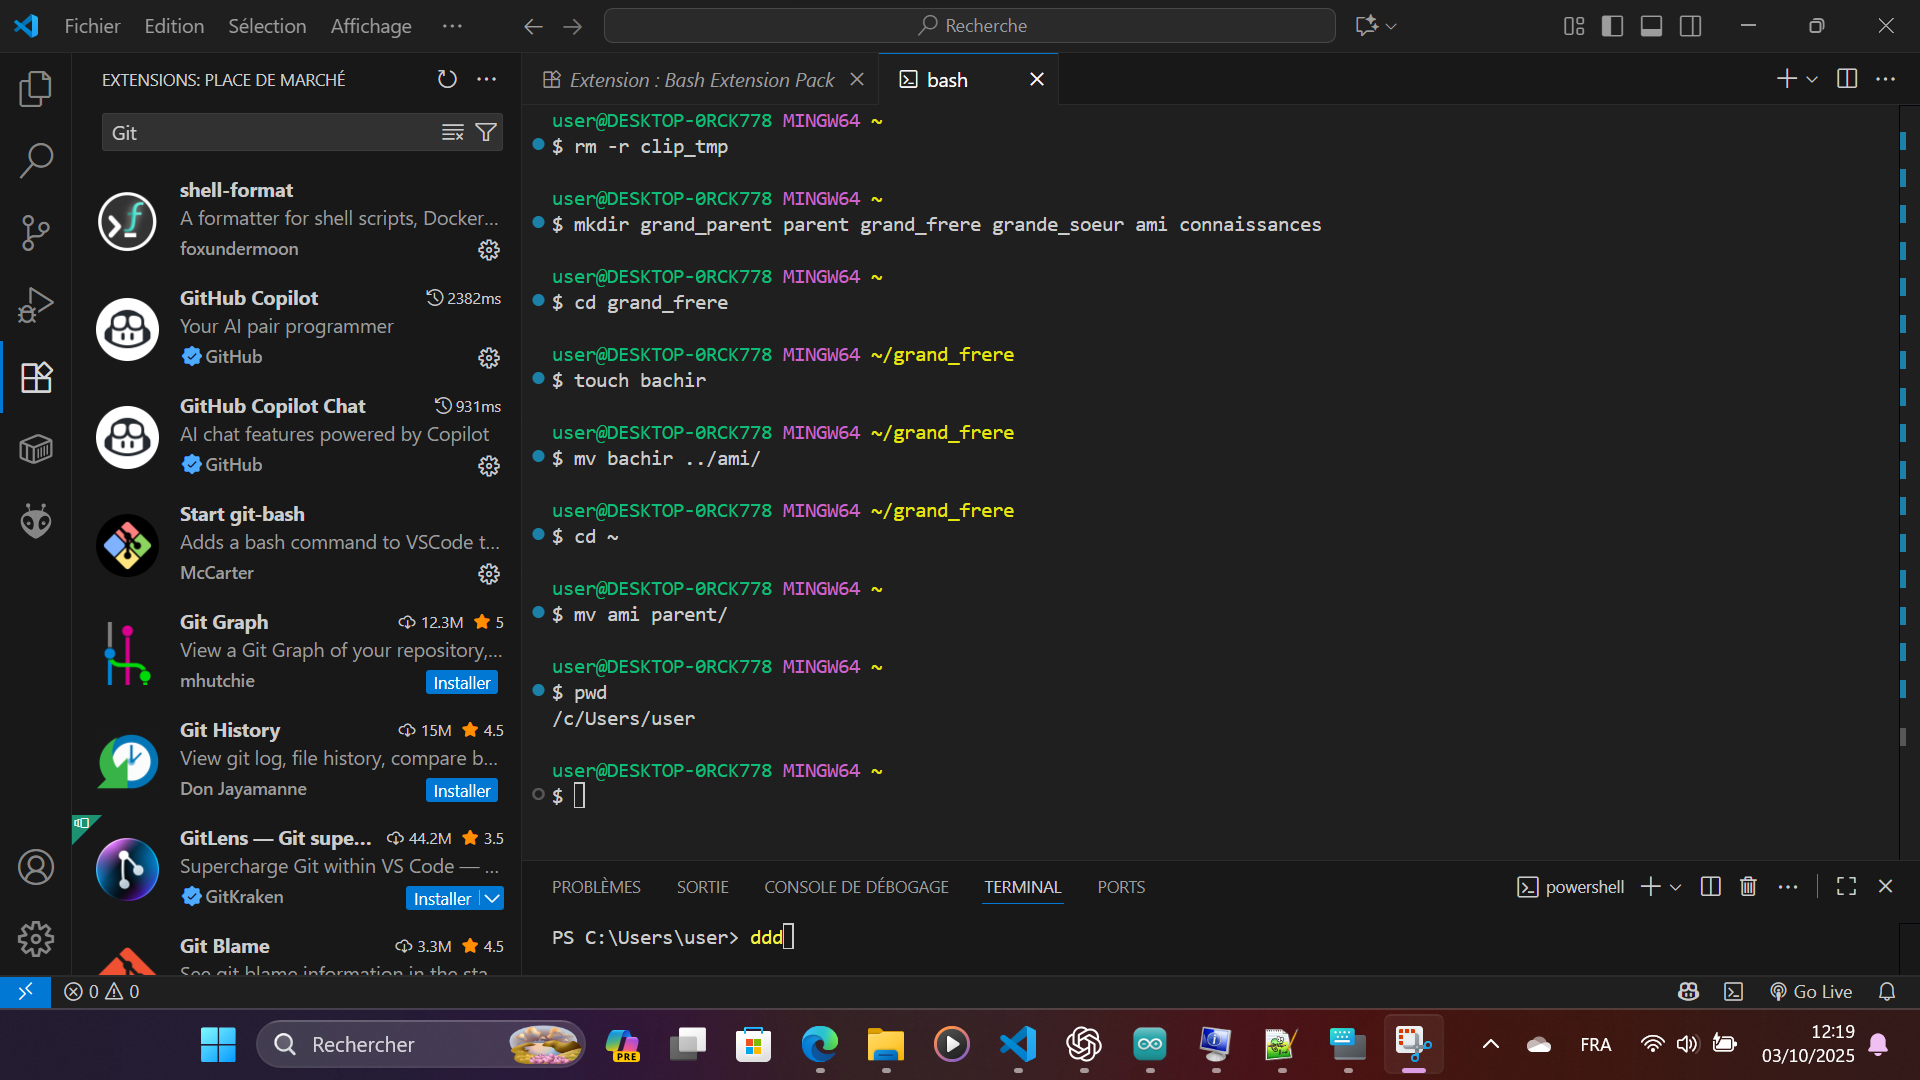 Fichier Edition Sélection Affichage ··· Recherche
EXTENSIONS: PLACE DE MARCHÉ
Extension : Bash Extension Pack
bash
Git
shell-format
A formatter for shell scripts, Docker...
foxundermoon
GitHub Copilot 2382ms
Your AI pair programmer
GitHub
GitHub Copilot Chat 931ms
AI chat features powered by Copilot
GitHub
Start git-bash
Adds a bash command to VSCode t...
McCarter
Git Graph 12.3M 5
View a Git Graph of your repository,...
mhutchie Installer
Git History 15M 4.5
View git log, file history, compare b...
Don Jayamanne Installer
GitLens — Git supe... 44.2M 3.5
Supercharge Git within VS Code — ...
GitKraken Installer
Git Blame 3.3M 4.5
See git blame information in the sta
user@DESKTOP-0RCK778 MINGW64 ~
$ rm -r clip_tmp
user@DESKTOP-0RCK778 MINGW64 ~
$ mkdir grand_parent parent grand_frere grande_soeur ami connaissances
user@DESKTOP-0RCK778 MINGW64 ~
$ cd grand_frere
user@DESKTOP-0RCK778 MINGW64 ~/grand_frere
$ touch bachir
user@DESKTOP-0RCK778 MINGW64 ~/grand_frere
$ mv bachir ../ami/
user@DESKTOP-0RCK778 MINGW64 ~/grand_frere
$ cd ~
user@DESKTOP-0RCK778 MINGW64 ~
$ mv ami parent/
user@DESKTOP-0RCK778 MINGW64 ~
$ pwd
/c/Users/user
user@DESKTOP-0RCK778 MINGW64 ~
$
PROBLÈMES SORTIE CONSOLE DE DÉBOGAGE TERMINAL PORTS powershell
PS C:\Users\user> ddd
0 0 Go Live
Rechercher PRE FRA 12:19
03/10/2025